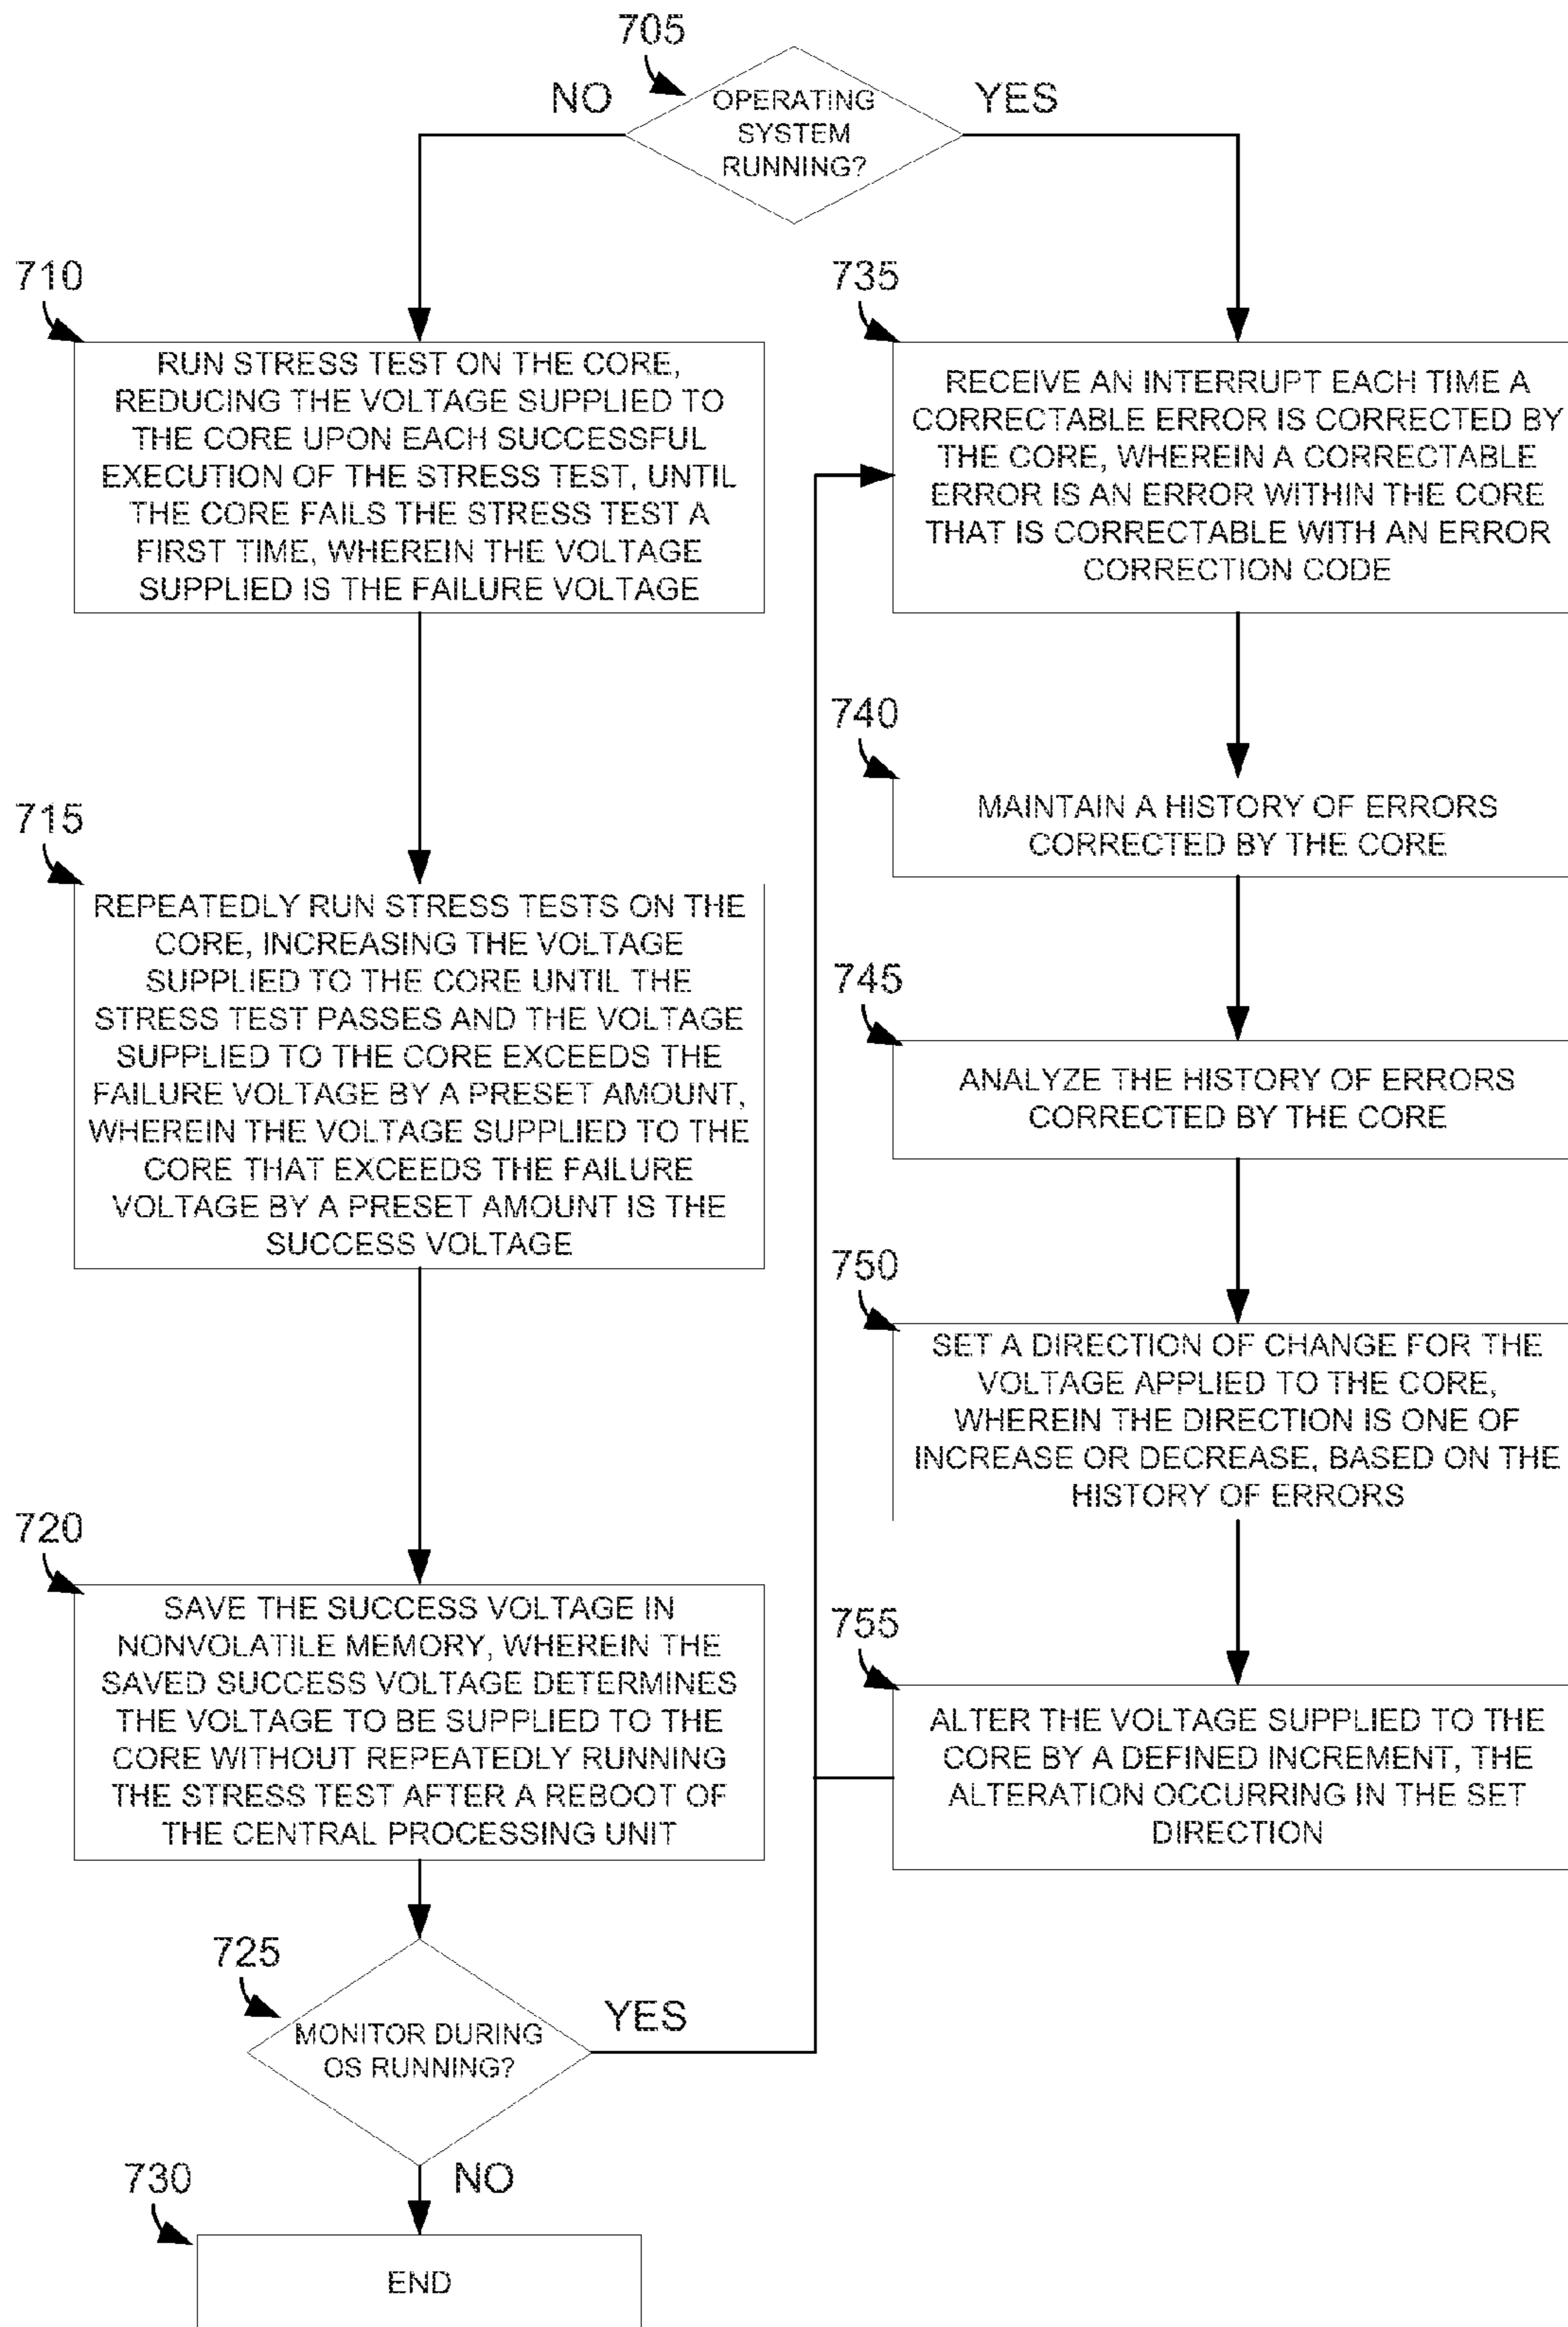 705
NO
OPERATING
SYSTEM
RUNNING?
YES
710
RUN STRESS TEST ON THE CORE,
REDUCING THE VOLTAGE SUPPLIED TO
THE CORE UPON EACH SUCCESSFUL
EXECUTION OF THE STRESS TEST, UNTIL
THE CORE FAILS THE STRESS TEST A
FIRST TIME, WHEREIN THE VOLTAGE
SUPPLIED IS THE FAILURE VOLTAGE
715
REPEATEDLY RUN STRESS TESTS ON THE
CORE, INCREASING THE VOLTAGE
SUPPLIED TO THE CORE UNTIL THE
STRESS TEST PASSES AND THE VOLTAGE
SUPPLIED TO THE CORE EXCEEDS THE
FAILURE VOLTAGE BY A PRESET AMOUNT,
WHEREIN THE VOLTAGE SUPPLIED TO THE
CORE THAT EXCEEDS THE FAILURE
VOLTAGE BY A PRESET AMOUNT IS THE
SUCCESS VOLTAGE
720
SAVE THE SUCCESS VOLTAGE IN
NONVOLATILE MEMORY, WHEREIN THE
SAVED SUCCESS VOLTAGE DETERMINES
THE VOLTAGE TO BE SUPPLIED TO THE
CORE WITHOUT REPEATEDLY RUNNING
THE STRESS TEST AFTER A REBOOT OF
THE CENTRAL PROCESSING UNIT
725
MONITOR DURING
OS RUNNING?
YES
NO
730
END
735
RECEIVE AN INTERRUPT EACH TIME A
CORRECTABLE ERROR IS CORRECTED BY
THE CORE, WHEREIN A CORRECTABLE
ERROR IS AN ERROR WITHIN THE CORE
THAT IS CORRECTABLE WITH AN ERROR
CORRECTION CODE
740
MAINTAIN A HISTORY OF ERRORS
CORRECTED BY THE CORE
745
ANALYZE THE HISTORY OF ERRORS
CORRECTED BY THE CORE
750
SET A DIRECTION OF CHANGE FOR THE
VOLTAGE APPLIED TO THE CORE,
WHEREIN THE DIRECTION IS ONE OF
INCREASE OR DECREASE, BASED ON THE
HISTORY OF ERRORS
755
ALTER THE VOLTAGE SUPPLIED TO THE
CORE BY A DEFINED INCREMENT, THE
ALTERATION OCCURRING IN THE SET
DIRECTION